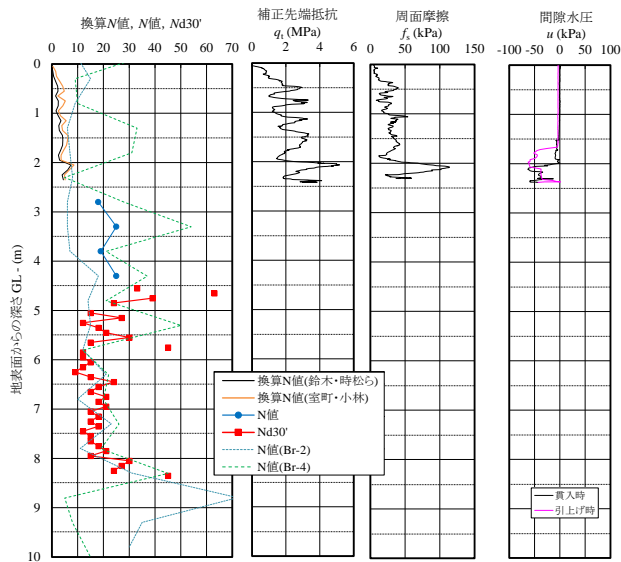 換算N値, N値, Nd30'
0 10 20 30 40 50 60 70
補正先端抵抗
qt (MPa)
0 2 4 6
周面摩擦
fs (kPa)
0 50 100 150
間隙水圧
u (kPa)
-100 -50 0 50 100
地表面からの深さ GL - (m)
0
1
2
3
4
5
6
7
8
9
10
換算N値(鈴木・時松ら)
換算N値(室町・小林)
N値
Nd30'
N値(Br-2)
N値(Br-4)
貫入時
引上げ時